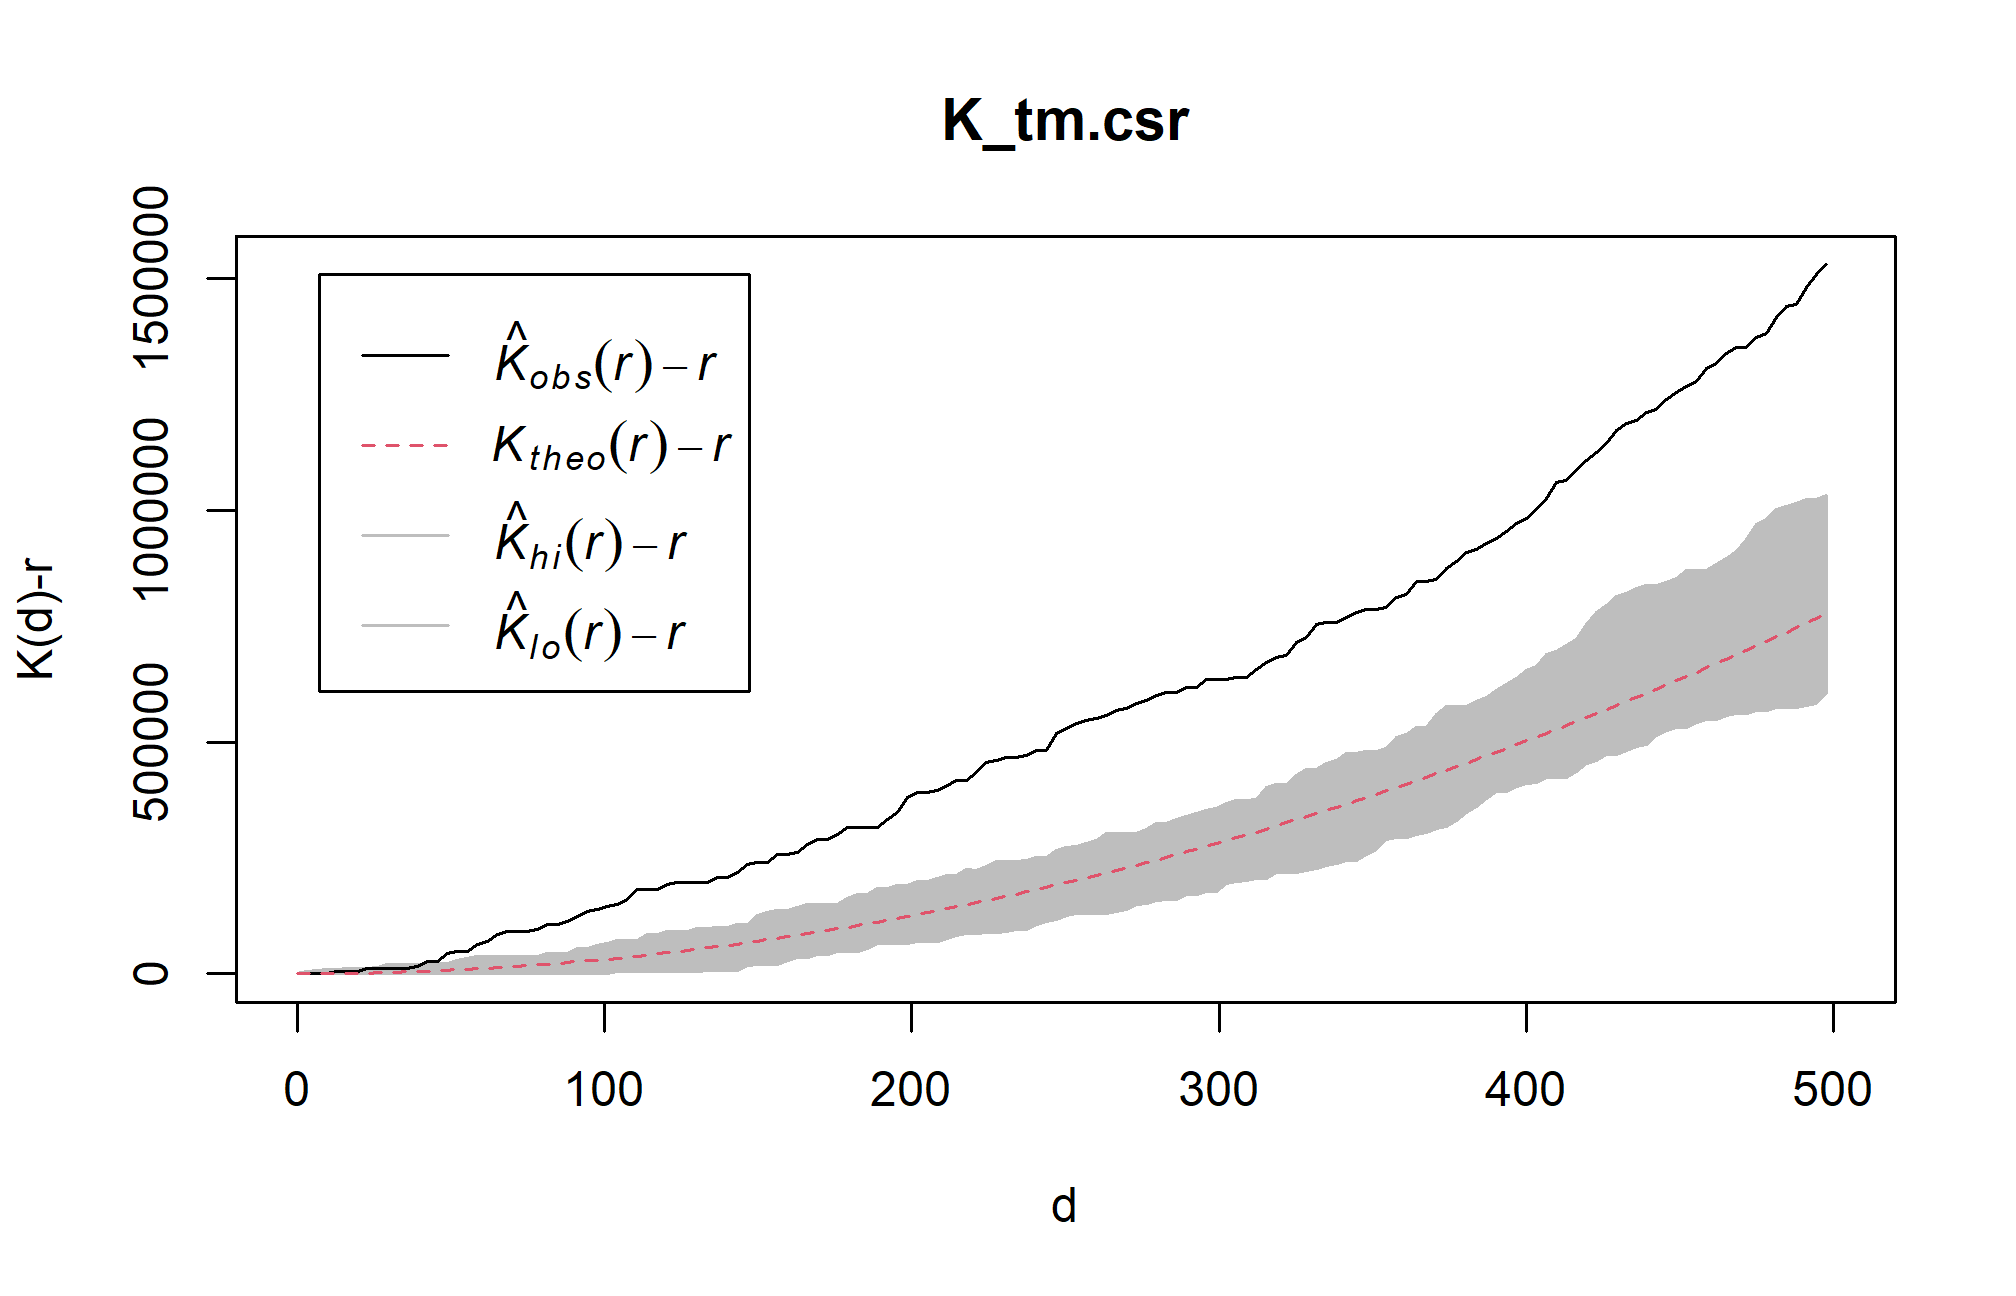 K_tm.csr
K(d)-r
1500000
1000000
500000
0
K̂obs(r) − r
Ktheo(r) − r
K̂hi(r) − r
K̂lo(r) − r
0 100 200 300 400 500
d